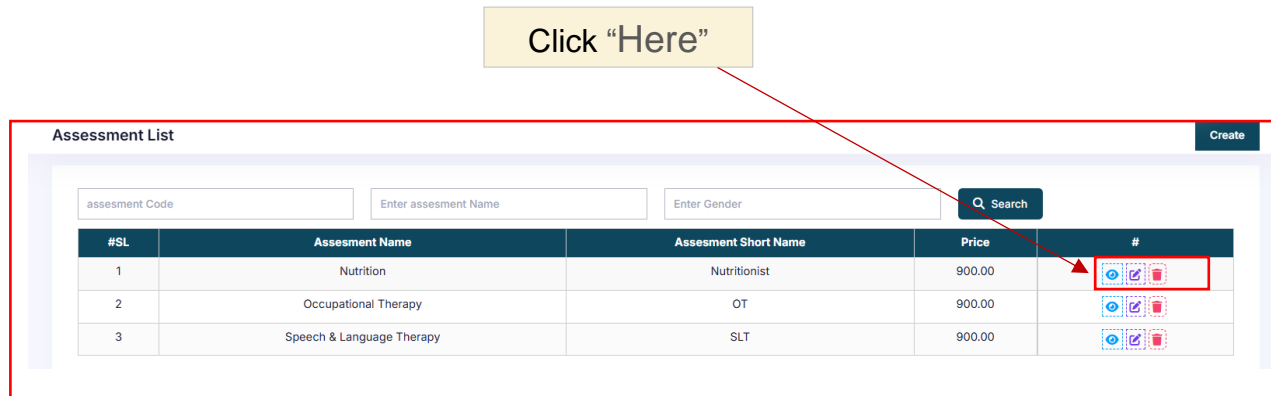 Click “Here”
Assessment List
Create
assesment Code
Enter assesment Name
Enter Gender
Search
#SL Assesment Name Assesment Short Name Price #
1 Nutrition Nutritionist 900.00
2 Occupational Therapy OT 900.00
3 Speech & Language Therapy SLT 900.00